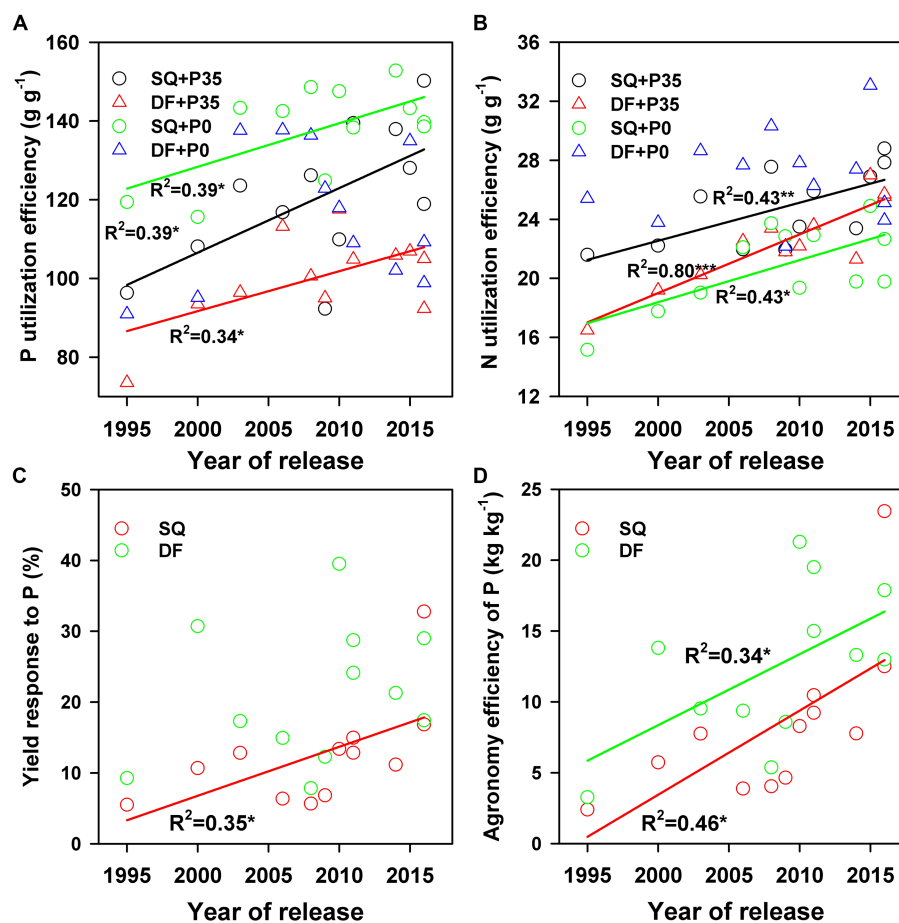 A
P utilization efficiency (g g⁻¹)
160
140
120
100
80
SQ+P35
DF+P35
SQ+P0
DF+P0
R²=0.39*
R²=0.39*
R²=0.34*
1995 2000 2005 2010 2015
Year of release
B
N utilization efficiency (g g⁻¹)
36
32
28
24
20
16
12
SQ+P35
DF+P35
SQ+P0
DF+P0
R²=0.43**
R²=0.80***
R²=0.43*
1995 2000 2005 2010 2015
Year of release
C
Yield response to P (%)
50
40
30
20
10
0
SQ
DF
R²=0.35*
1995 2000 2005 2010 2015
Year of release
D
Agronomy efficiency of P (kg kg⁻¹)
25
20
15
10
5
0
SQ
DF
R²=0.34*
R²=0.46*
1995 2000 2005 2010 2015
Year of release